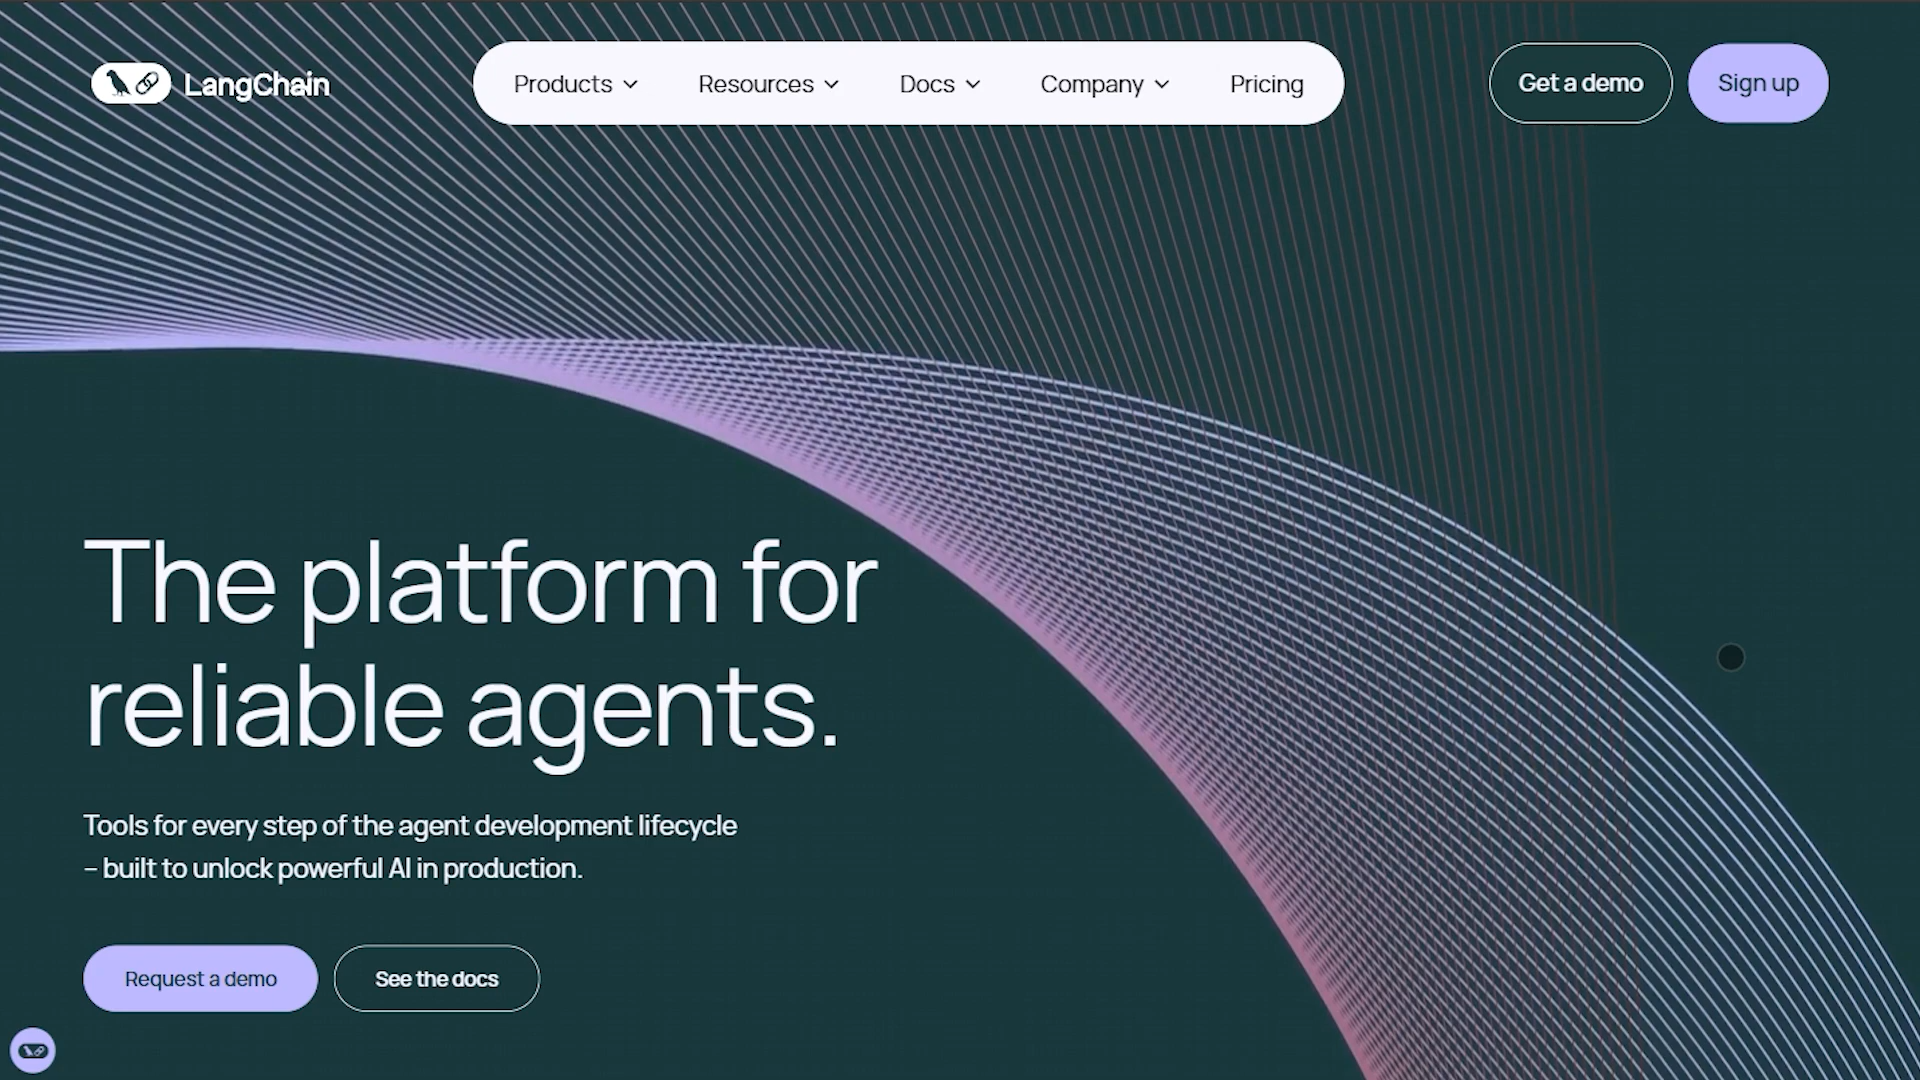 LangChain
Products
Resources
Docs
Company
Pricing
Get a demo
Sign up
The platform for
reliable agents.
Tools for every step of the agent development lifecycle
– built to unlock powerful AI in production.
Request a demo
See the docs